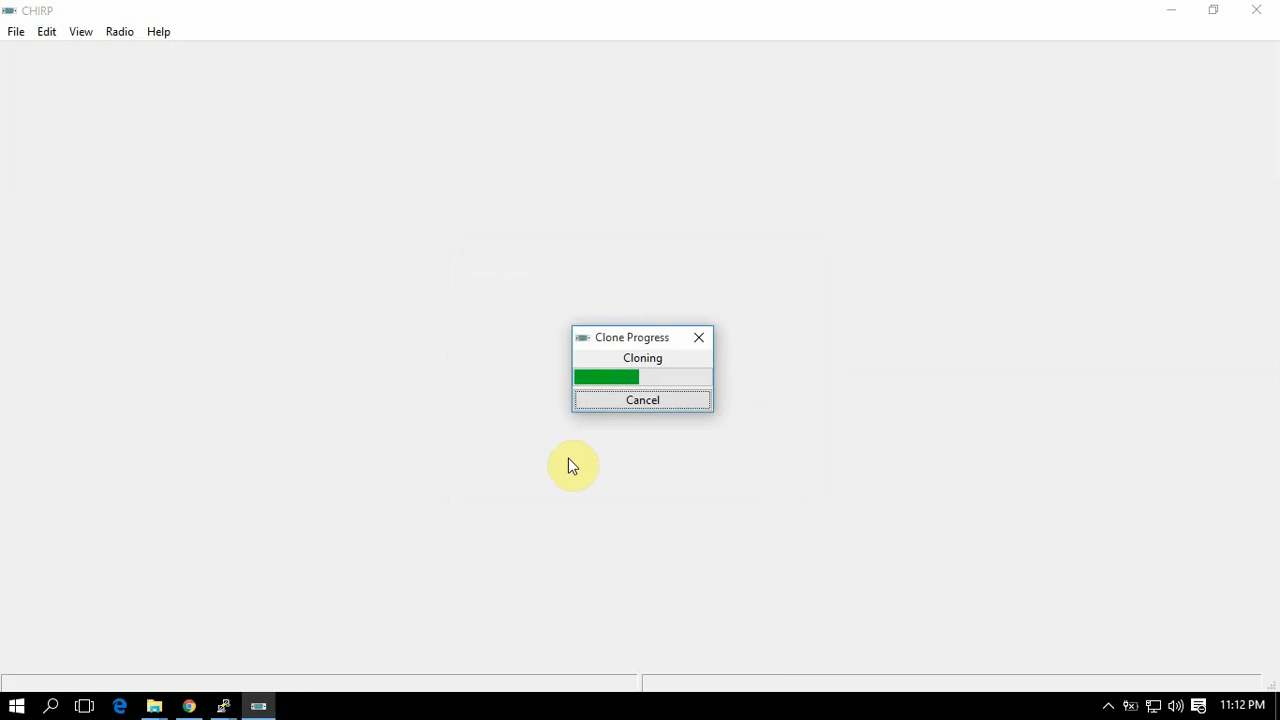 CHIRP
File Edit View Radio Help
Clone Progress
Cloning
Cancel
11:12 PM